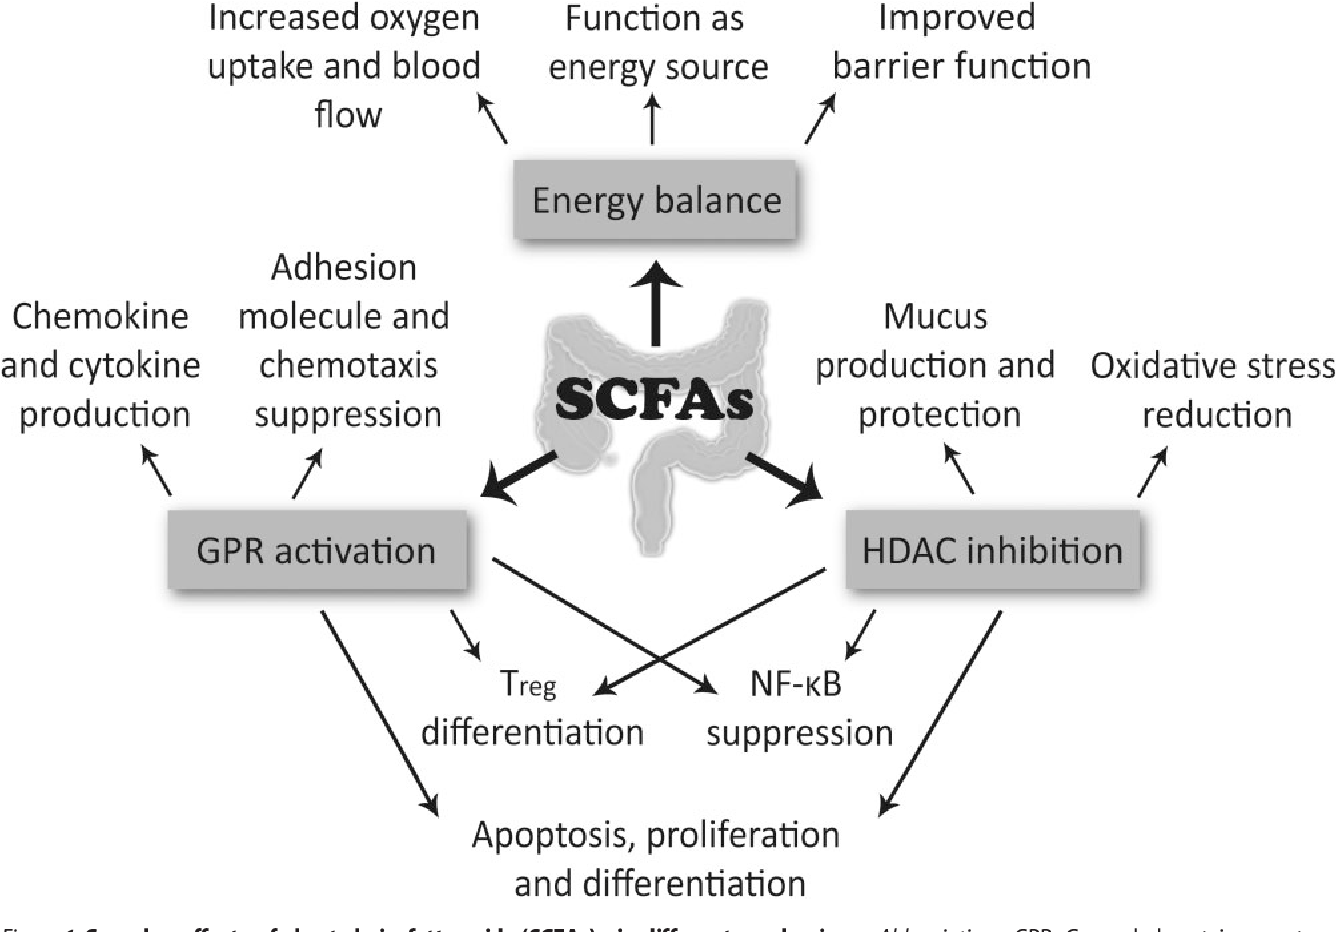 Increased oxygen
uptake and blood
flow
Function as
energy source
Improved
barrier function
Energy balance
Chemokine
and cytokine
production
Adhesion
molecule and
chemotaxis
suppression
SCFAs
Mucus
production and
protection
Oxidative stress
reduction
GPR activation
HDAC inhibition
Treg
differentiation
NF-κB
suppression
Apoptosis, proliferation
and differentiation